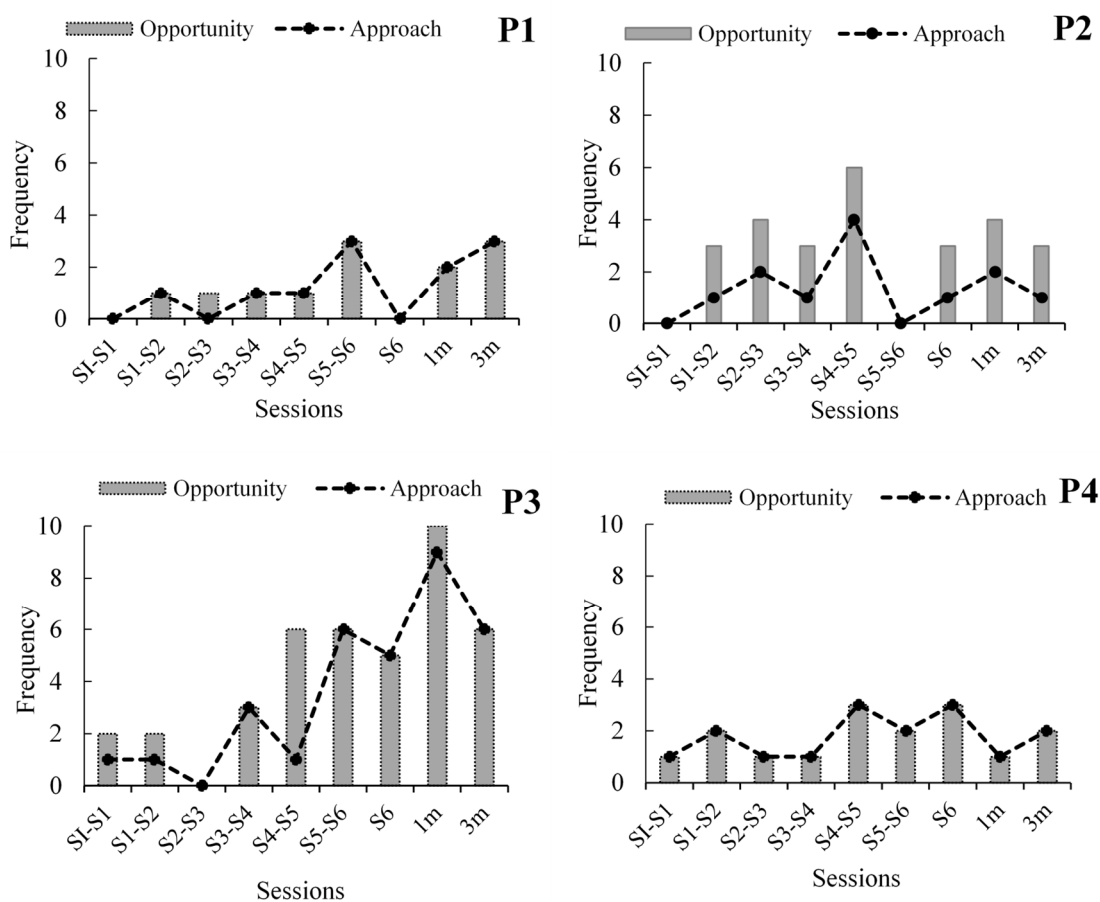 Opportunity Approach P1
10
8
6
4
2
0
Frequency
SI-S1 S1-S2 S2-S3 S3-S4 S4-S5 S5-S6 S6 1m 3m
Sessions
Opportunity Approach P2
10
8
6
4
2
0
Frequency
SI-S1 S1-S2 S2-S3 S3-S4 S4-S5 S5-S6 S6 1m 3m
Sessions
Opportunity Approach P3
10
8
6
4
2
0
Frequency
SI-S1 S1-S2 S2-S3 S3-S4 S4-S5 S5-S6 S6 1m 3m
Sessions
Opportunity Approach P4
10
8
6
4
2
0
Frequency
SI-S1 S1-S2 S2-S3 S3-S4 S4-S5 S5-S6 S6 1m 3m
Sessions